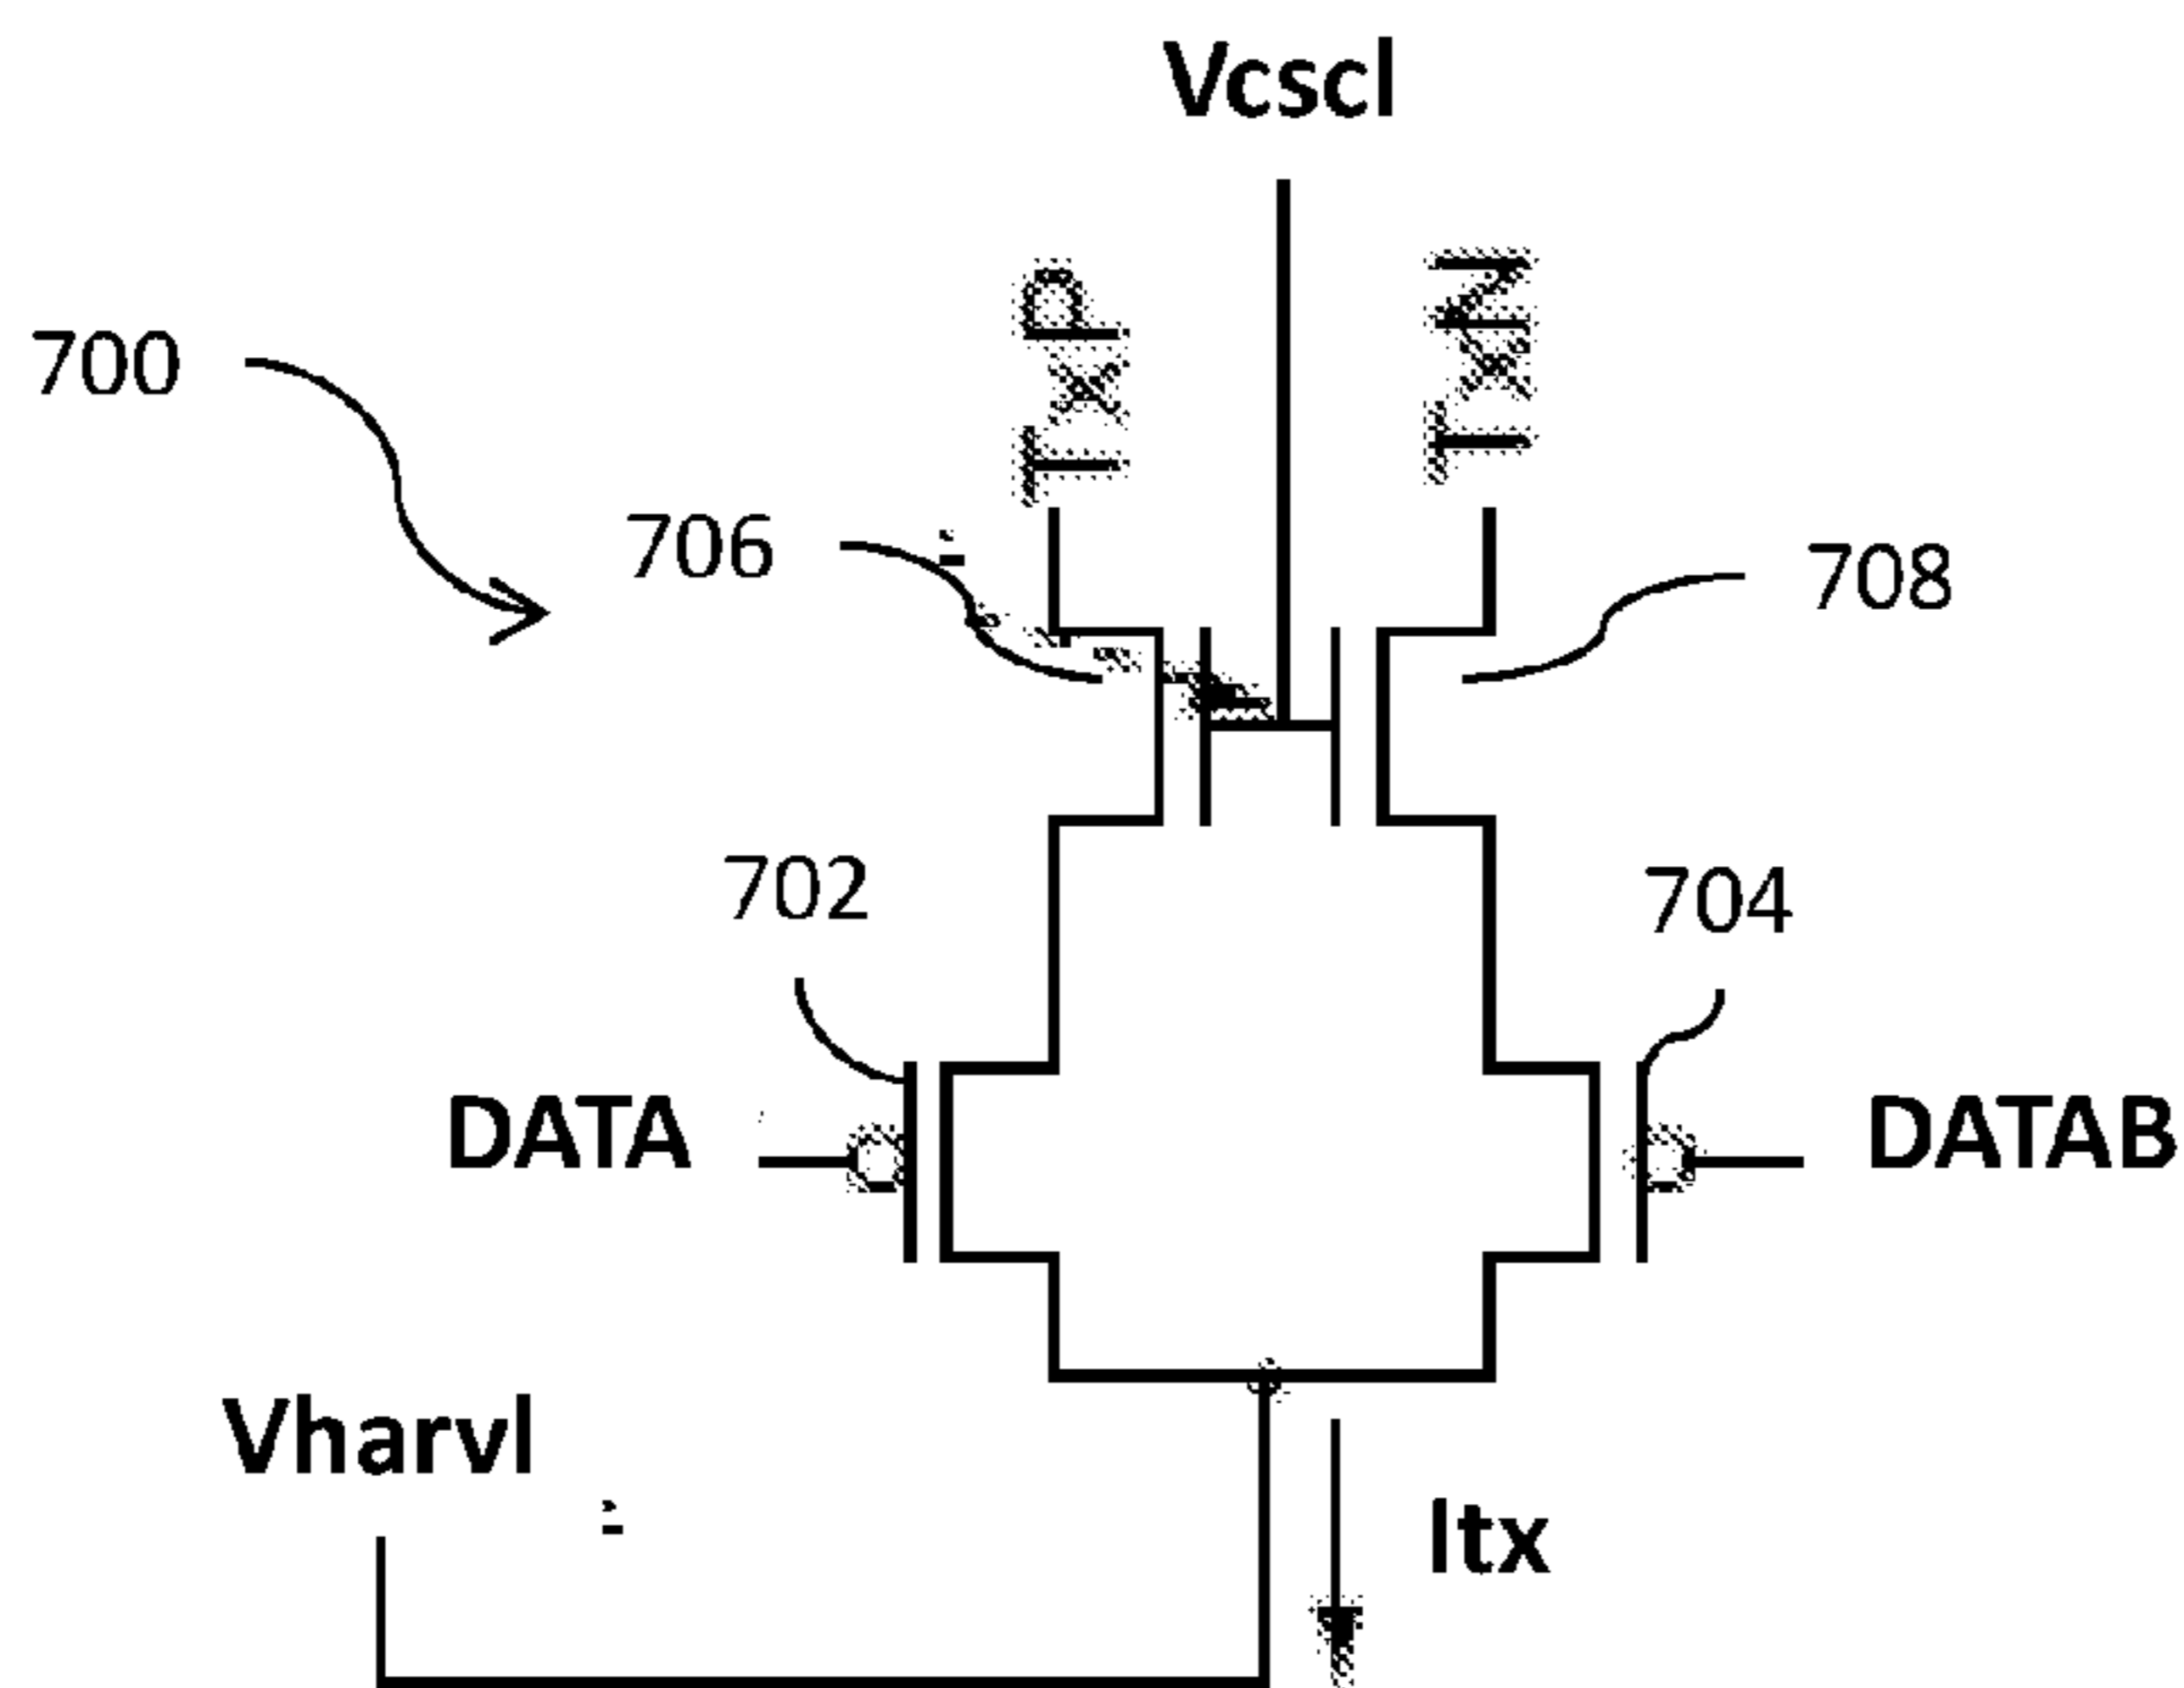 Vcscl
TxP
TxN
700
706
708
702
704
DATA
DATAB
Vharvl
Itx